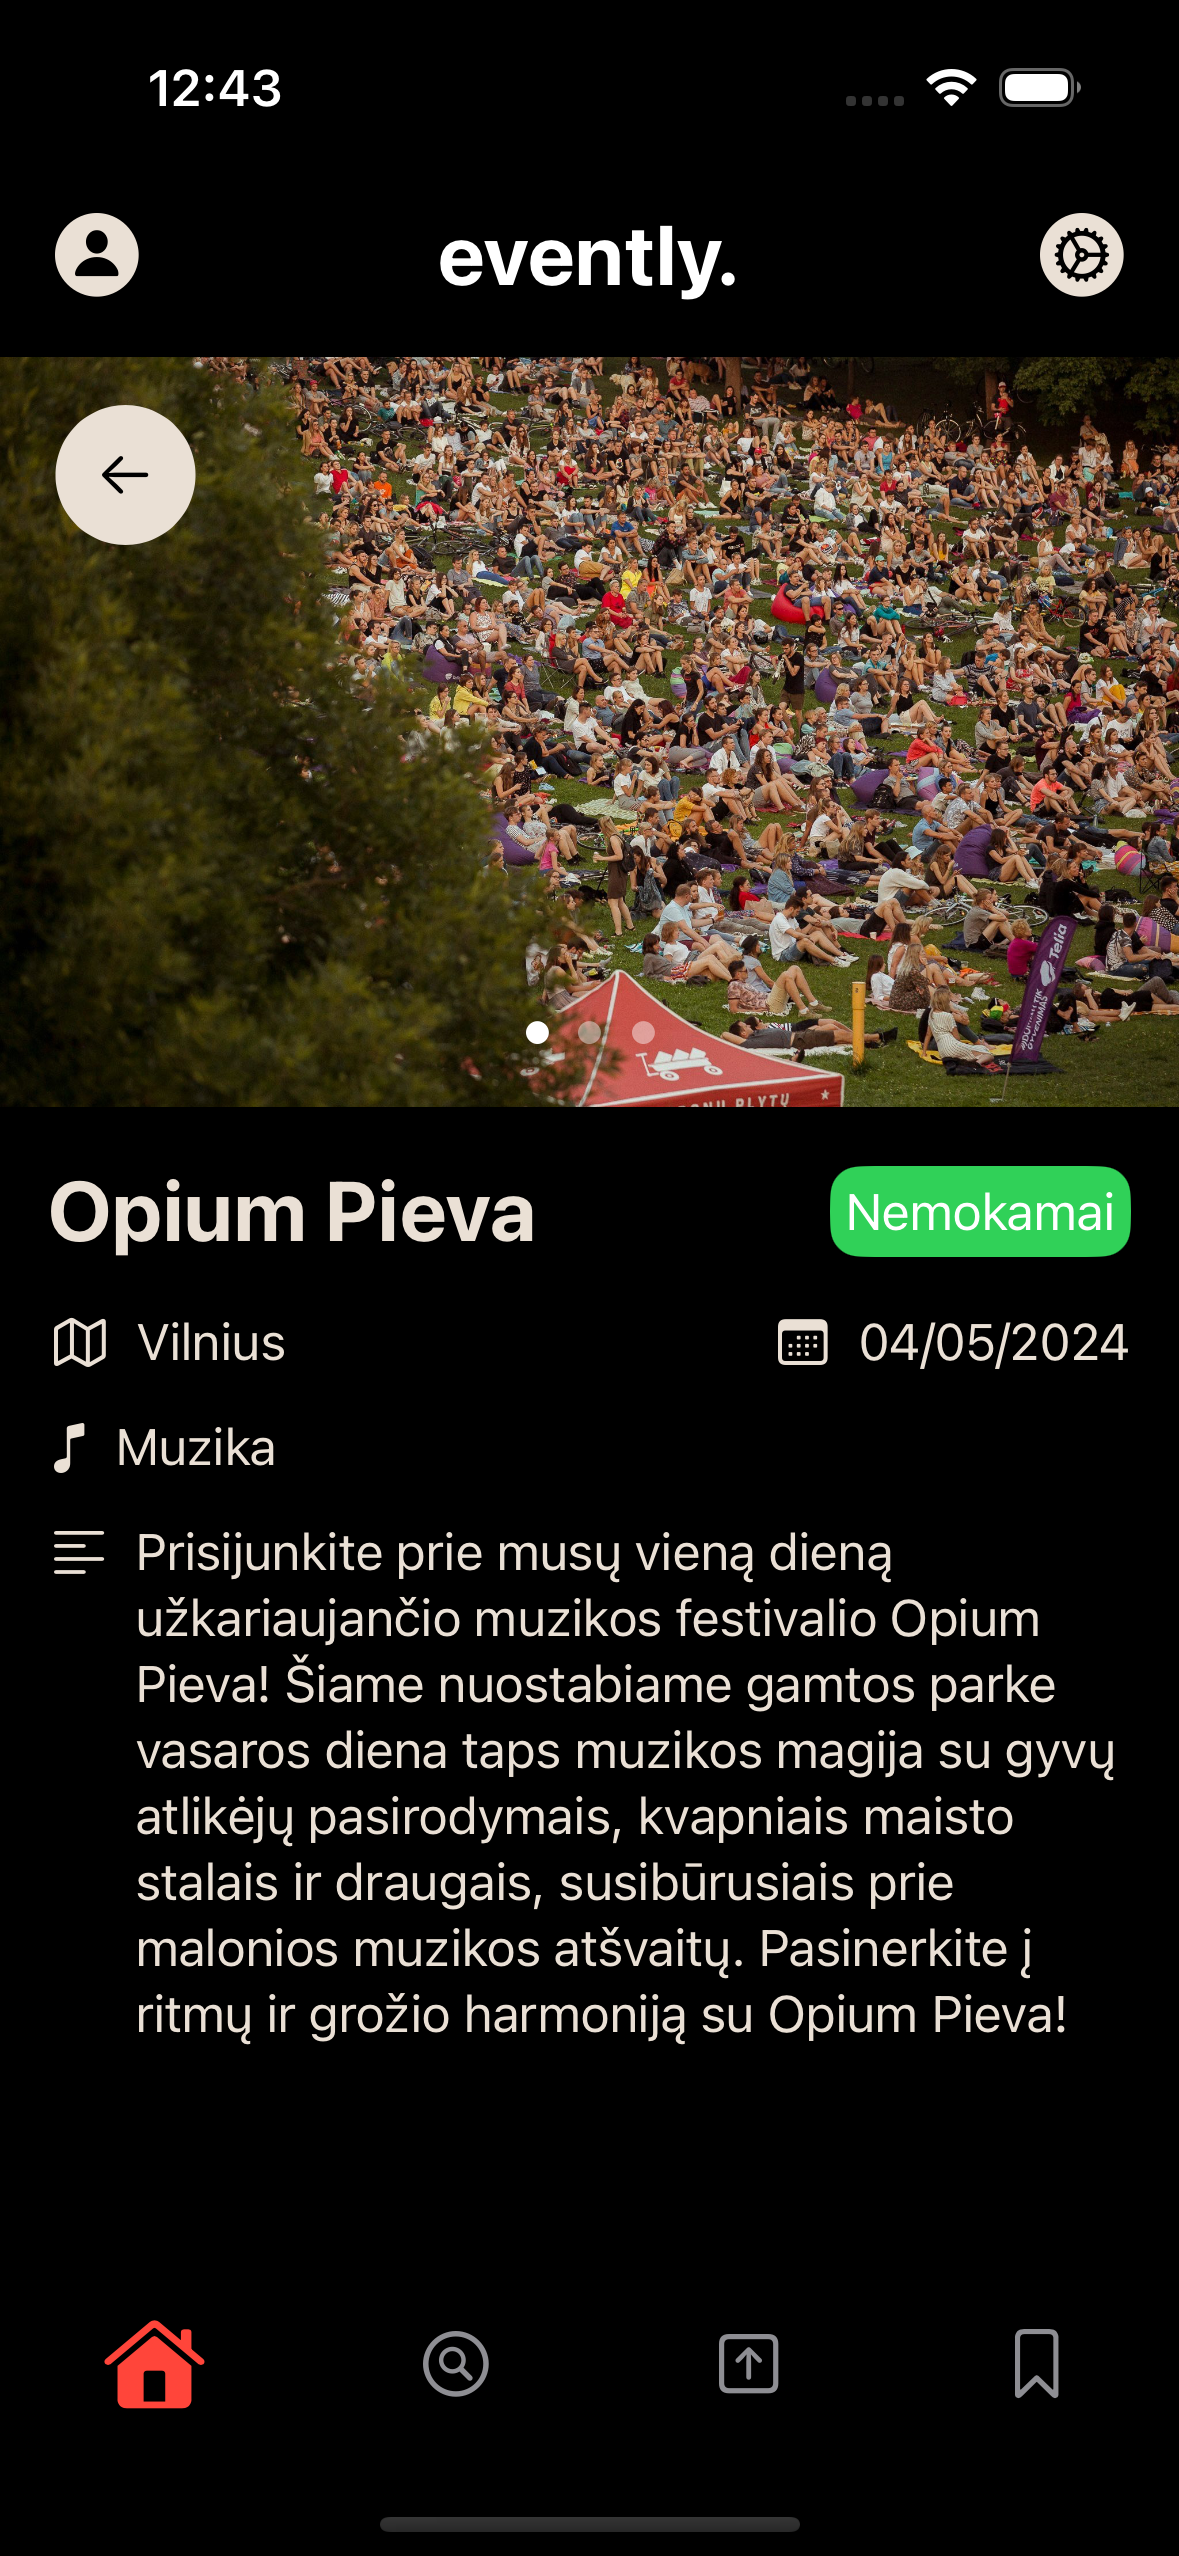 12:43
evently.
Telia
PLYTŲ
Opium Pieva
Nemokamai
Vilnius
04/05/2024
Muzika
Prisijunkite prie musų vieną dieną
užkariaujančio muzikos festivalio Opium
Pieva! Šiame nuostabiame gamtos parke
vasaros diena taps muzikos magija su gyvų
atlikėjų pasirodymais, kvapniais maisto
stalais ir draugais, susibūrusiais prie
malonios muzikos atšvaitų. Pasinerkite į
ritmų ir grožio harmoniją su Opium Pieva!